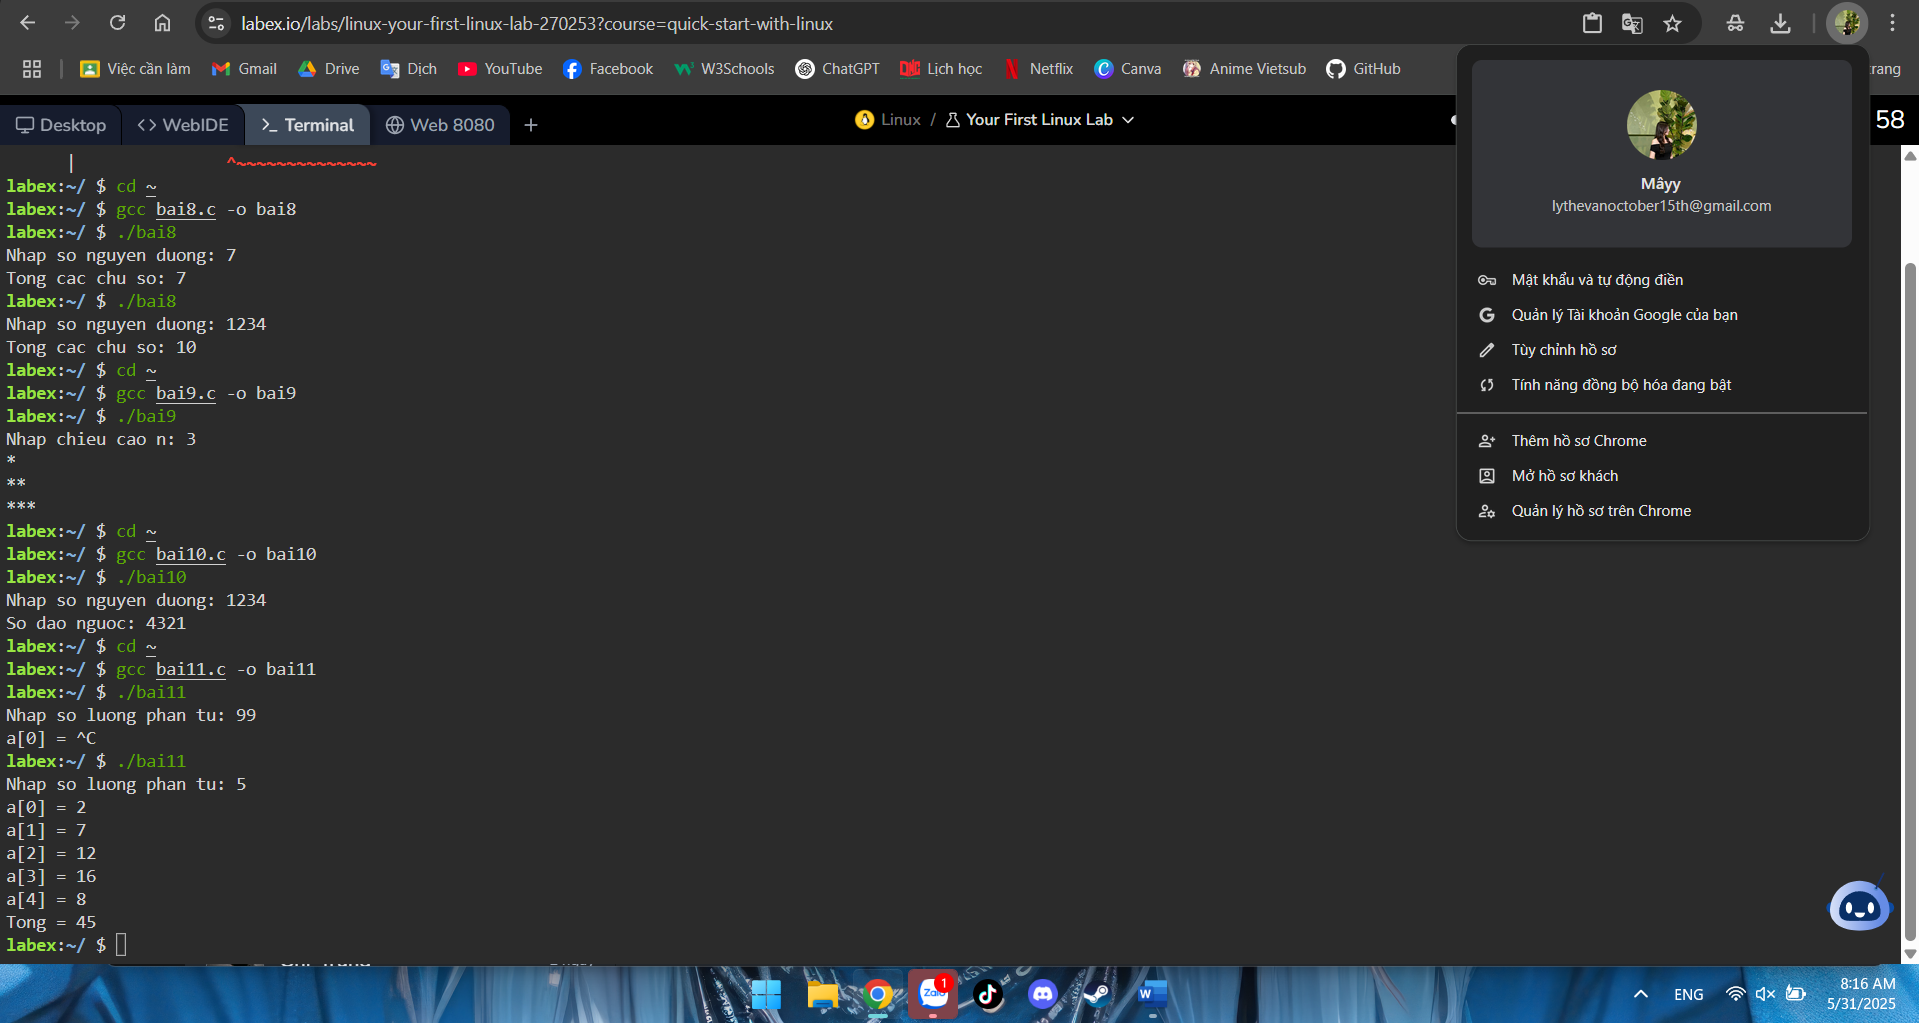 labex.io/labs/linux-your-first-linux-lab-270253?course=quick-start-with-linux
Việc cần làm Gmail Drive Dịch YouTube Facebook W3Schools ChatGPT Lịch học Netflix Canva Anime Vietsub GitHub
Desktop WebIDE Terminal Web 8080 + Linux / Your First Linux Lab 58
| ^~~~~~~~~~~~~~~
labex:~/ $ cd ~
labex:~/ $ gcc bai8.c -o bai8
labex:~/ $ ./bai8
Nhap so nguyen duong: 7
Tong cac chu so: 7
labex:~/ $ ./bai8
Nhap so nguyen duong: 1234
Tong cac chu so: 10
labex:~/ $ cd ~
labex:~/ $ gcc bai9.c -o bai9
labex:~/ $ ./bai9
Nhap chieu cao n: 3
*
**
***
labex:~/ $ cd ~
labex:~/ $ gcc bai10.c -o bai10
labex:~/ $ ./bai10
Nhap so nguyen duong: 1234
So dao nguoc: 4321
labex:~/ $ cd ~
labex:~/ $ gcc bai11.c -o bai11
labex:~/ $ ./bai11
Nhap so luong phan tu: 99
a[0] = ^C
labex:~/ $ ./bai11
Nhap so luong phan tu: 5
a[0] = 2
a[1] = 7
a[2] = 12
a[3] = 16
a[4] = 8
Tong = 45
labex:~/ $
Mâyy
lythevanoctober15th@gmail.com
Mật khẩu và tự động điền
Quản lý Tài khoản Google của bạn
Tùy chỉnh hồ sơ
Tính năng đồng bộ hóa đang bật
Thêm hồ sơ Chrome
Mở hồ sơ khách
Quản lý hồ sơ trên Chrome
Zalo 1
W
ENG
8:16 AM
5/31/2025